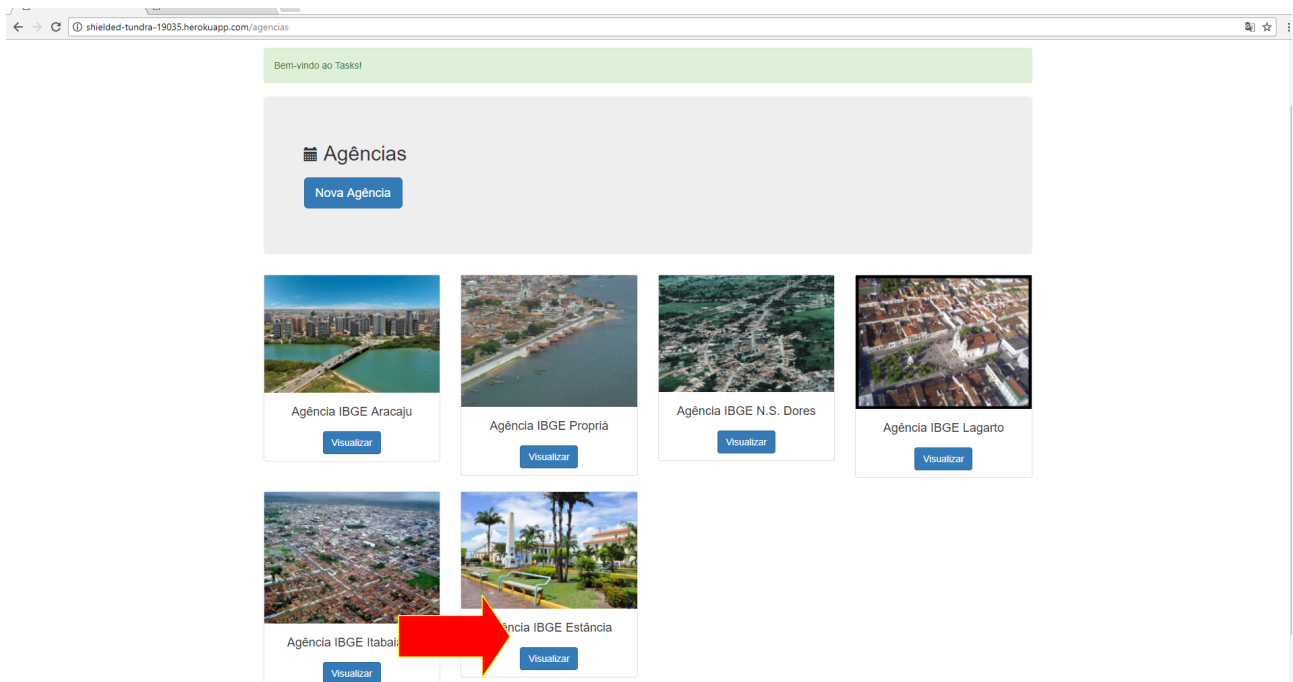 shielded-tundra-19035.herokuapp.com/agencias
Bem-vindo ao Tasks!
Agências
Nova Agência
Agência IBGE Aracaju
Visualizar
Agência IBGE Propriá
Visualizar
Agência IBGE N.S. Dores
Visualizar
Agência IBGE Lagarto
Visualizar
Agência IBGE
Visualizar
IBGE Estância
Visualizar